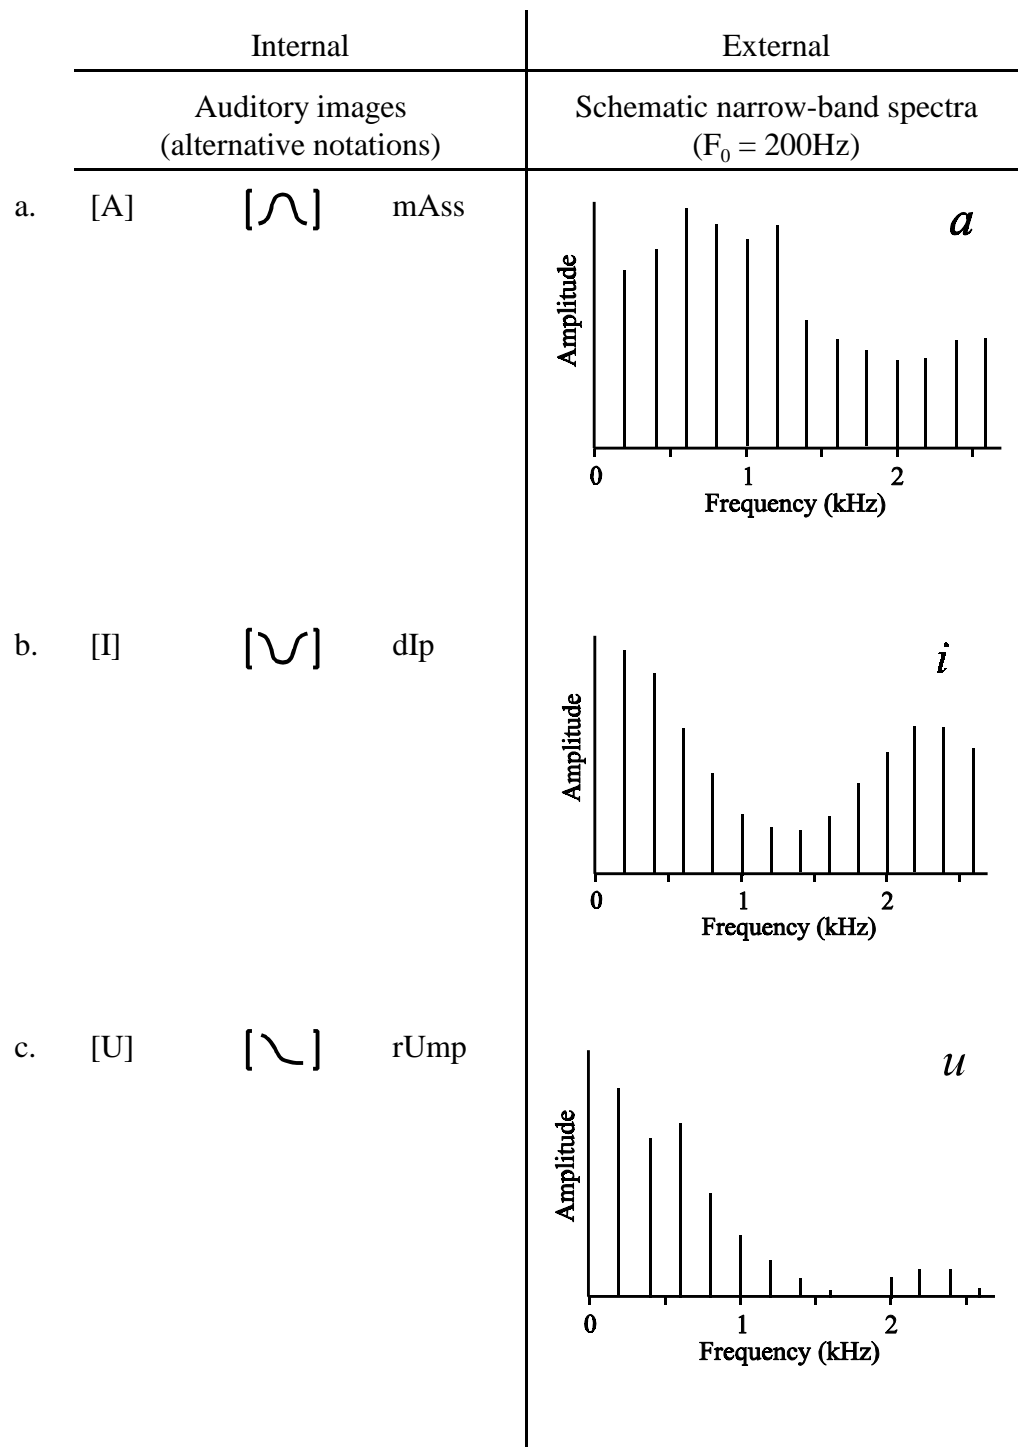 Internal External
Auditory images Schematic narrow-band spectra
(alternative notations) (F₀ = 200Hz)
a. [A] [ ] mAss
a
Amplitude
0 1 2
Frequency (kHz)
b. [I] [ ] dIp
i
Amplitude
0 1 2
Frequency (kHz)
c. [U] [ ] rUmp
u
Amplitude
0 1 2
Frequency (kHz)